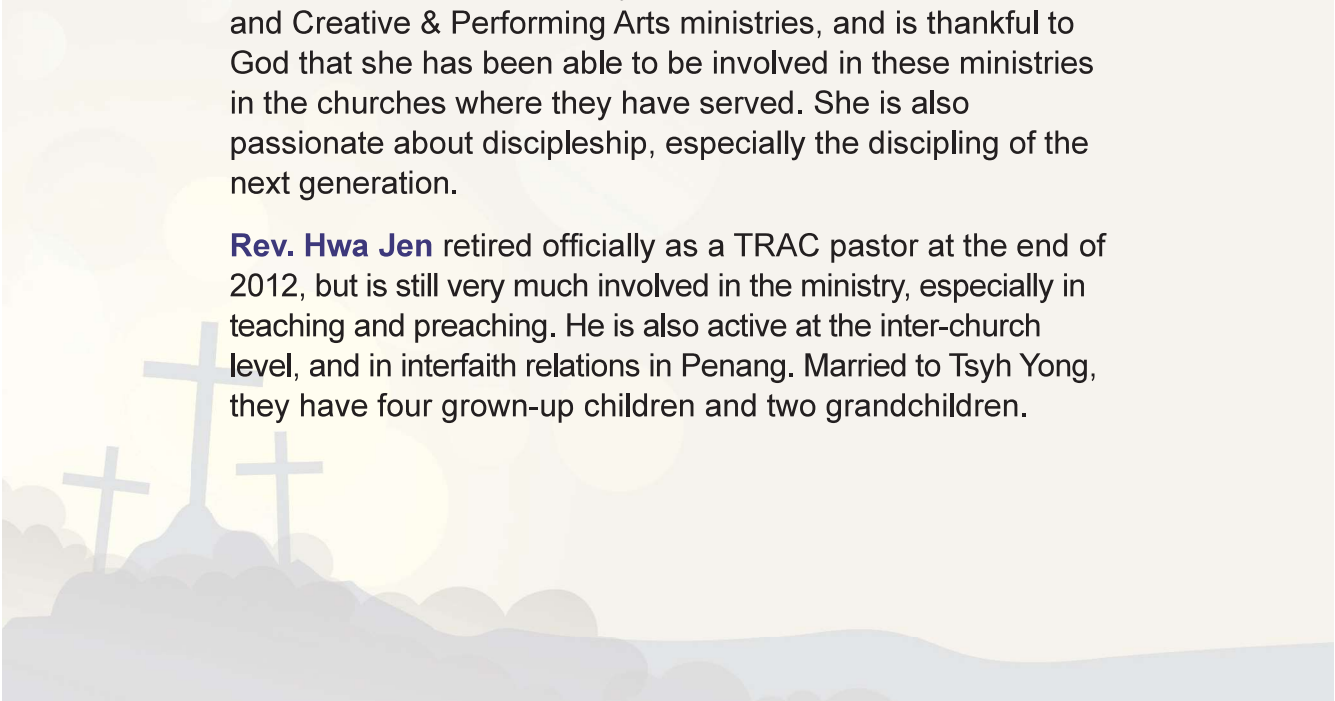 and Creative & Performing Arts ministries, and is thankful to
God that she has been able to be involved in these ministries
in the churches where they have served. She is also
passionate about discipleship, especially the discipling of the
next generation.
Rev. Hwa Jen retired officially as a TRAC pastor at the end of
2012, but is still very much involved in the ministry, especially in
teaching and preaching. He is also active at the inter-church
level, and in interfaith relations in Penang. Married to Tsyh Yong,
they have four grown-up children and two grandchildren.